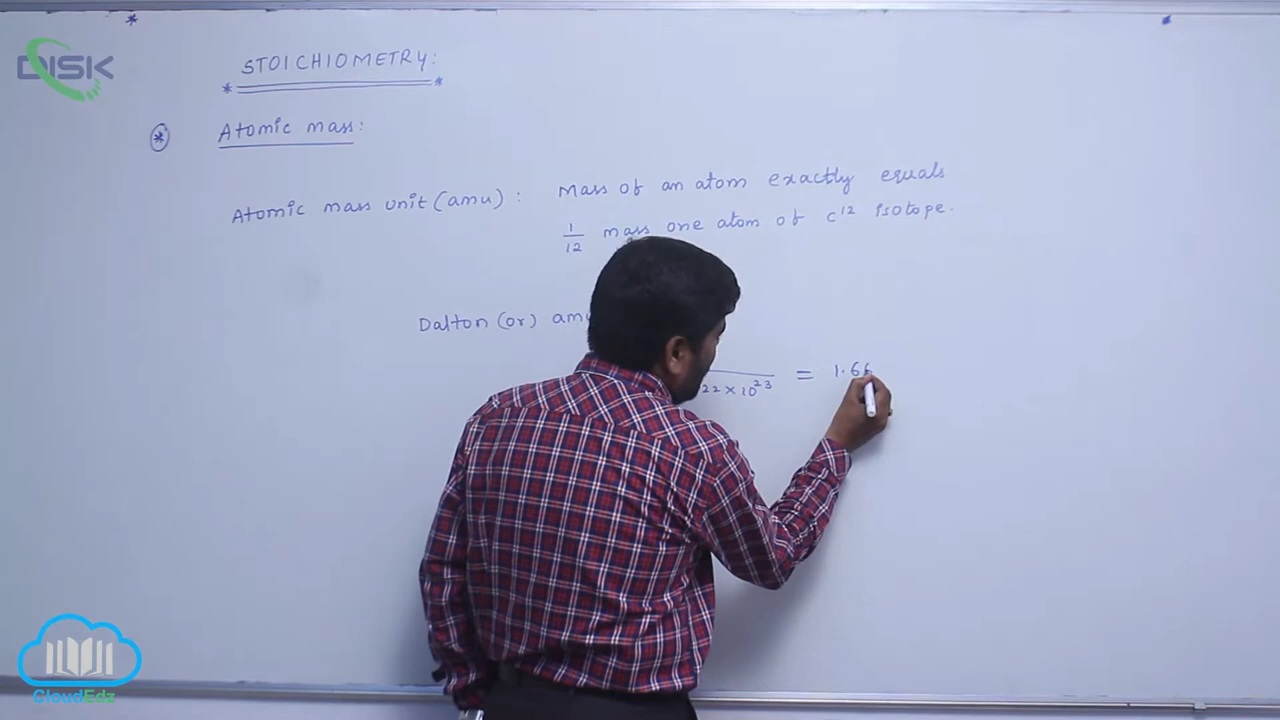 DISK
STOICHIOMETRY:
Atomic mass:
Atomic mass unit (amu) : Mass of an atom exactly equals
1/12 mass one atom of C¹² isotope.
Dalton (or) amu
22 × 10²³ = 1.66
CloudEdz